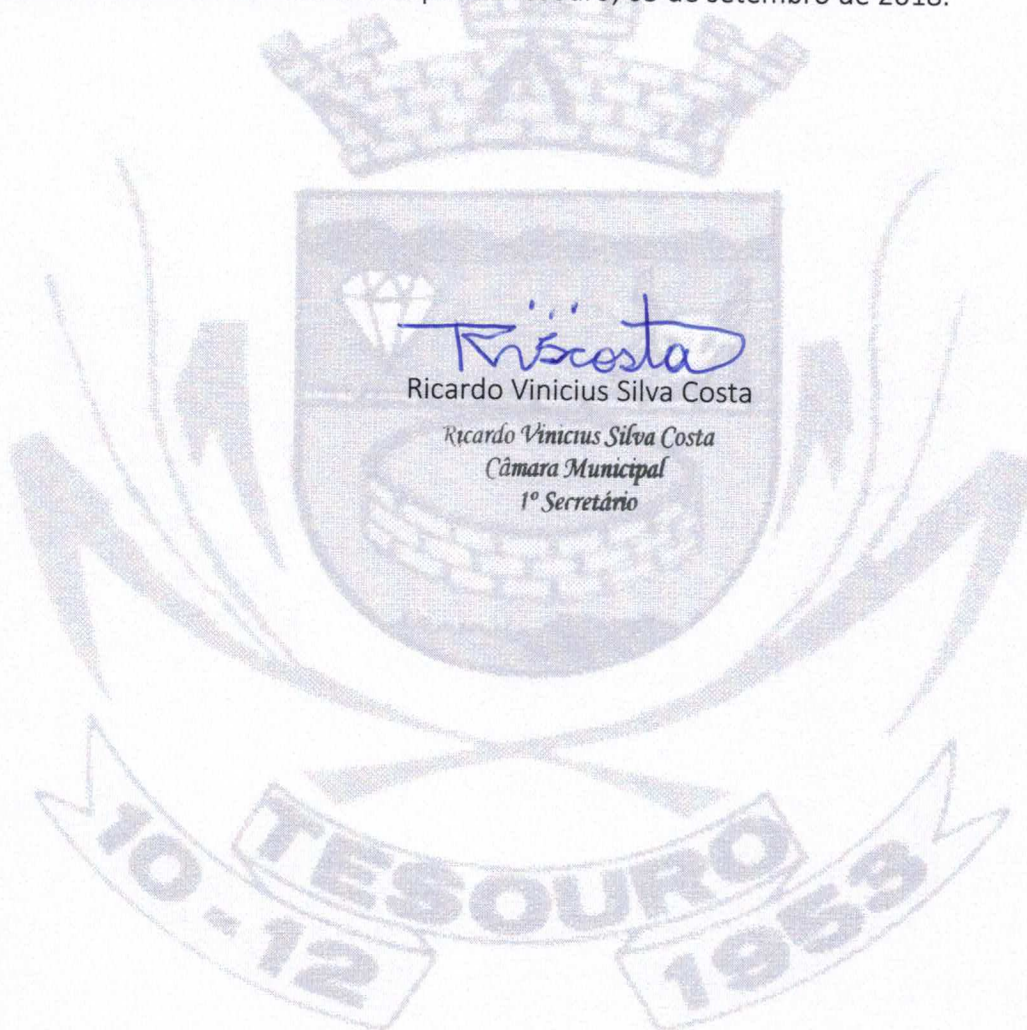 de setembro de 2018.
Riscosta
Ricardo Vinicius Silva Costa
Ricardo Vinicius Silva Costa
Câmara Municipal
1º Secretário
TESOURO
10 - 12
1953